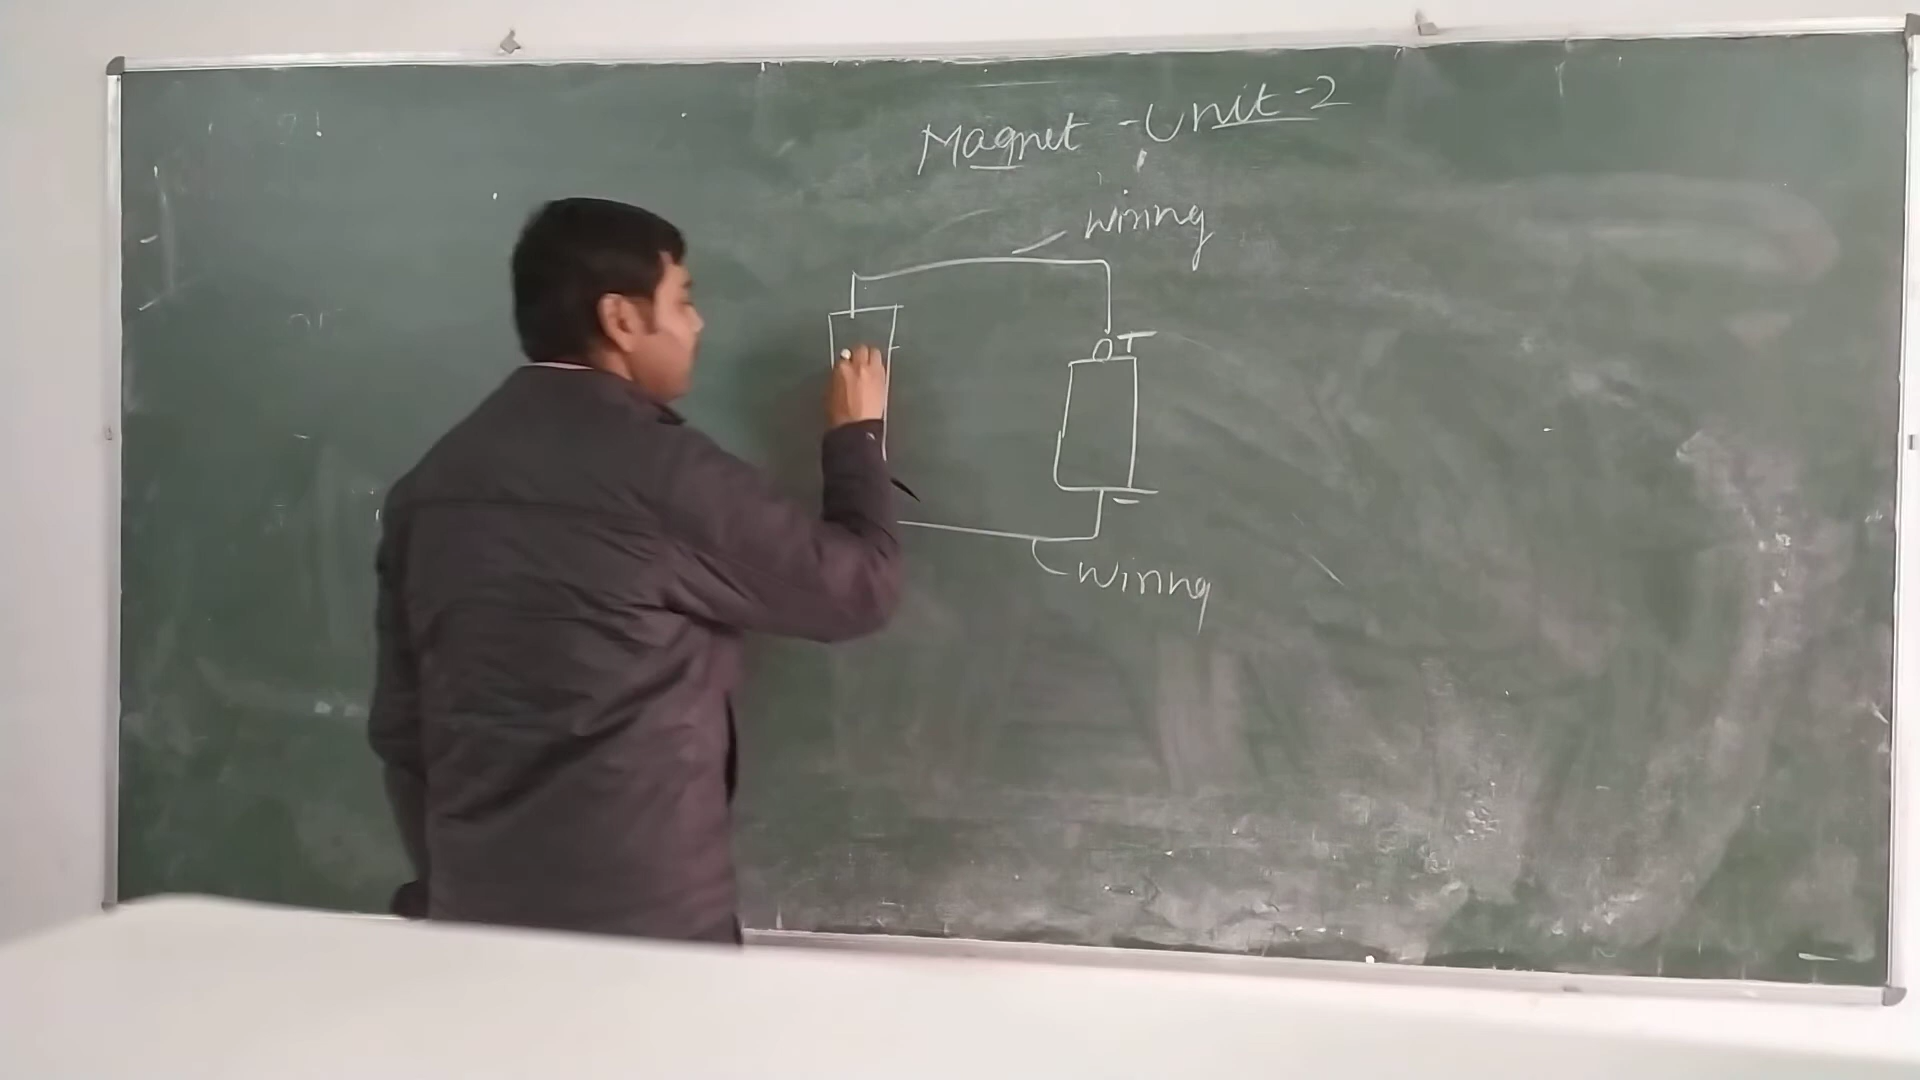 Magnet - Unit-2
wiring
+
-
wiring